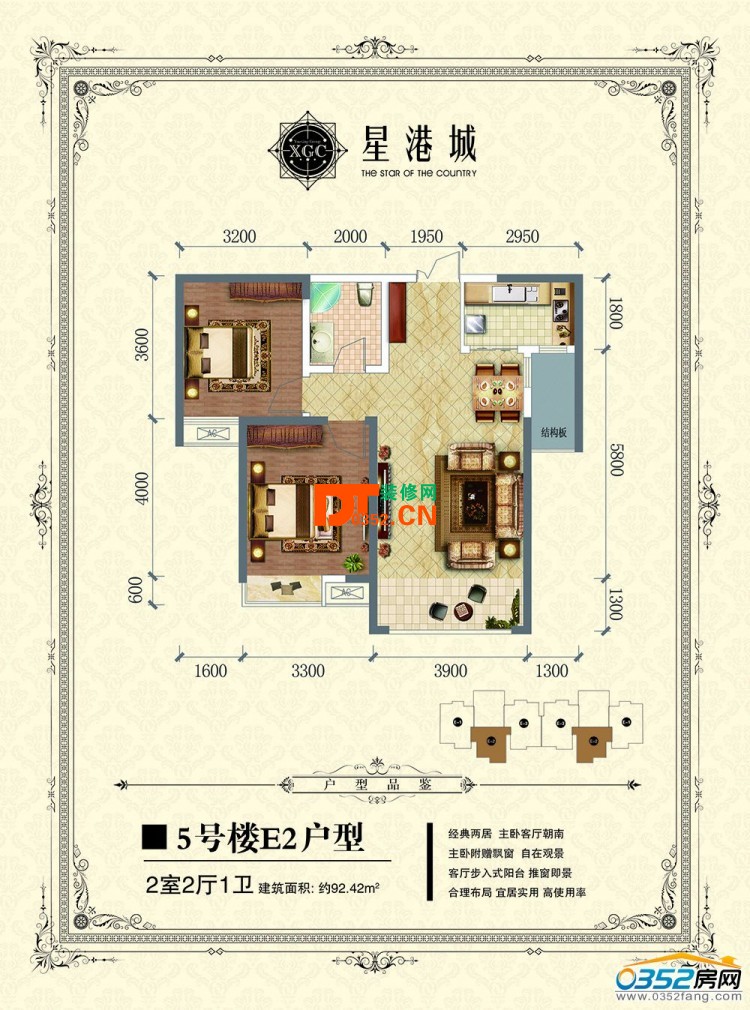 XGC
星港城
THE STAR OF THE COUNTRY
3200 2000 1950 2950
3600
1800
AC
结构板
4000
5800
装修网
DT0352.CN
600
AC
1300
1600 3300 3900 1300
户型品鉴
■ 5号楼E2户型
2室2厅1卫 建筑面积: 约92.42m²
经典两居 主卧客厅朝南
主卧附赠飘窗 自在观景
客厅步入式阳台 推窗即景
合理布局 宜居实用 高使用率
0352房网
www.0352fang.com